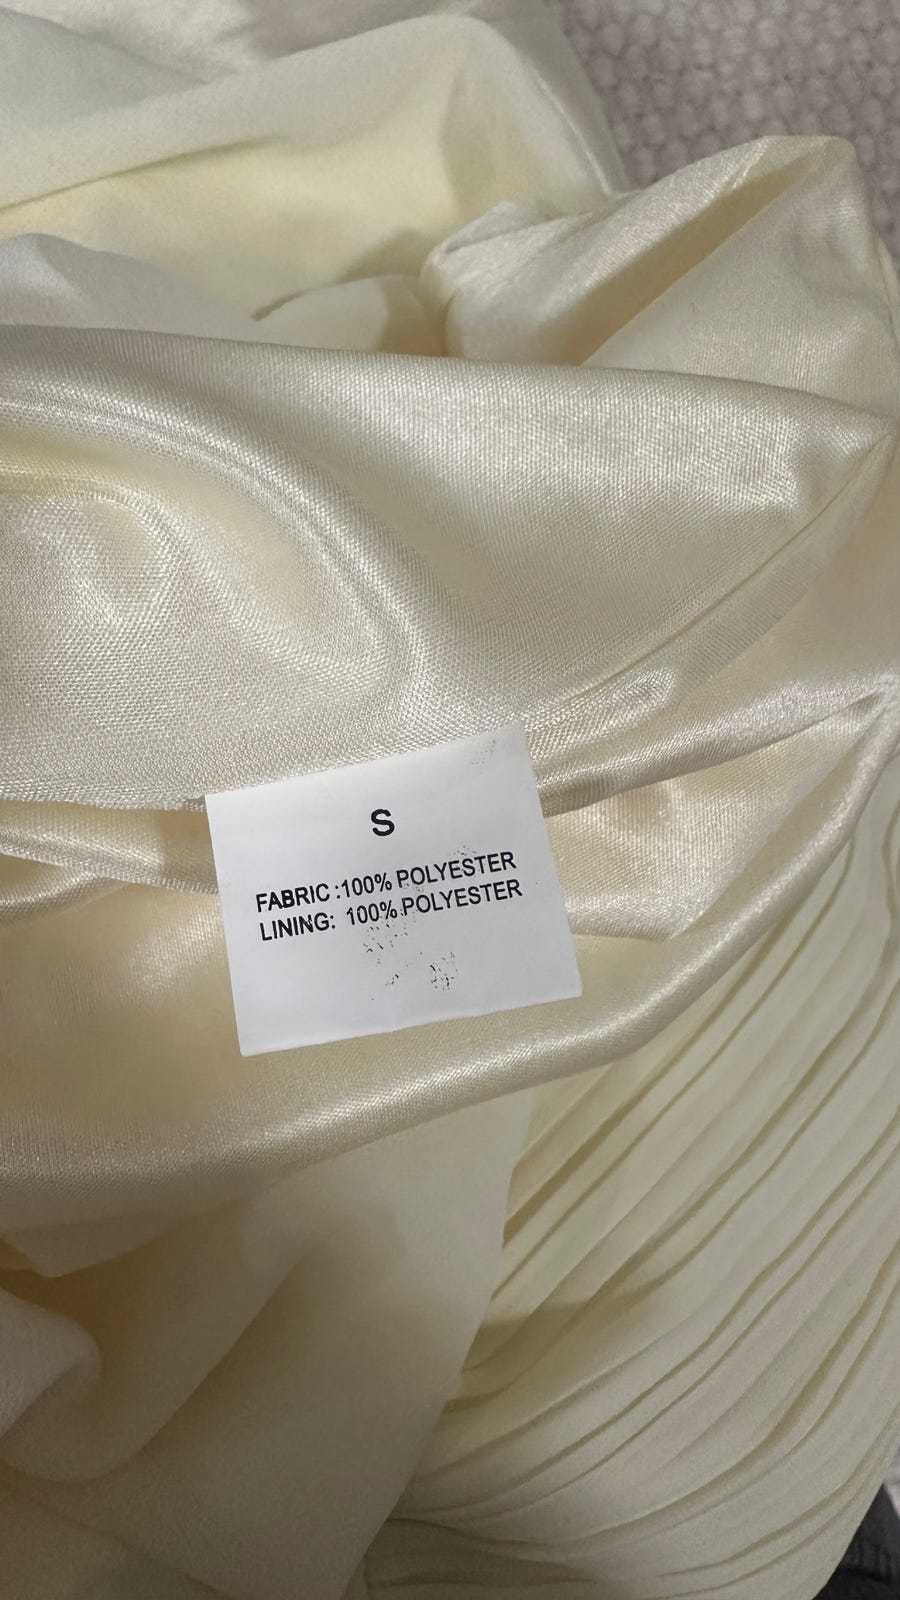 S
FABRIC :100% POLYESTER
LINING: 100% POLYESTER